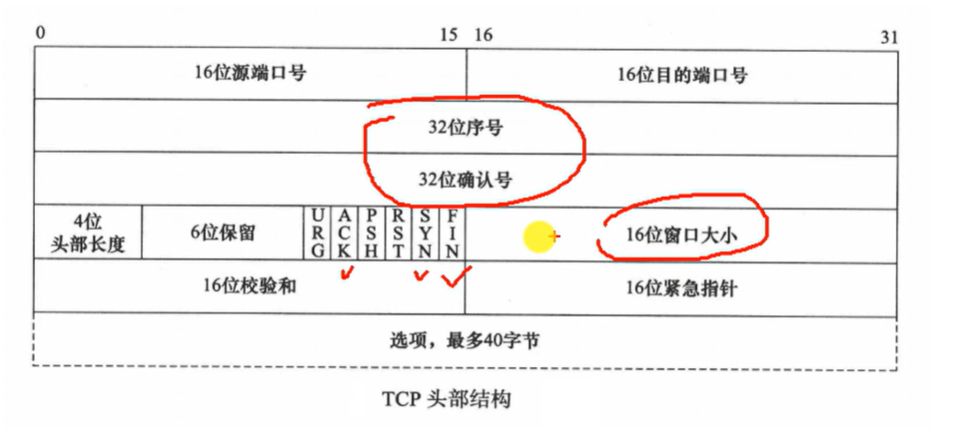 0 15 16 31
16位源端口号 16位目的端口号
32位序号
32位确认号
4位头部长度 6位保留 URG ACK PSH RST SYN FIN 16位窗口大小
16位校验和 16位紧急指针
选项，最多40字节
TCP 头部结构